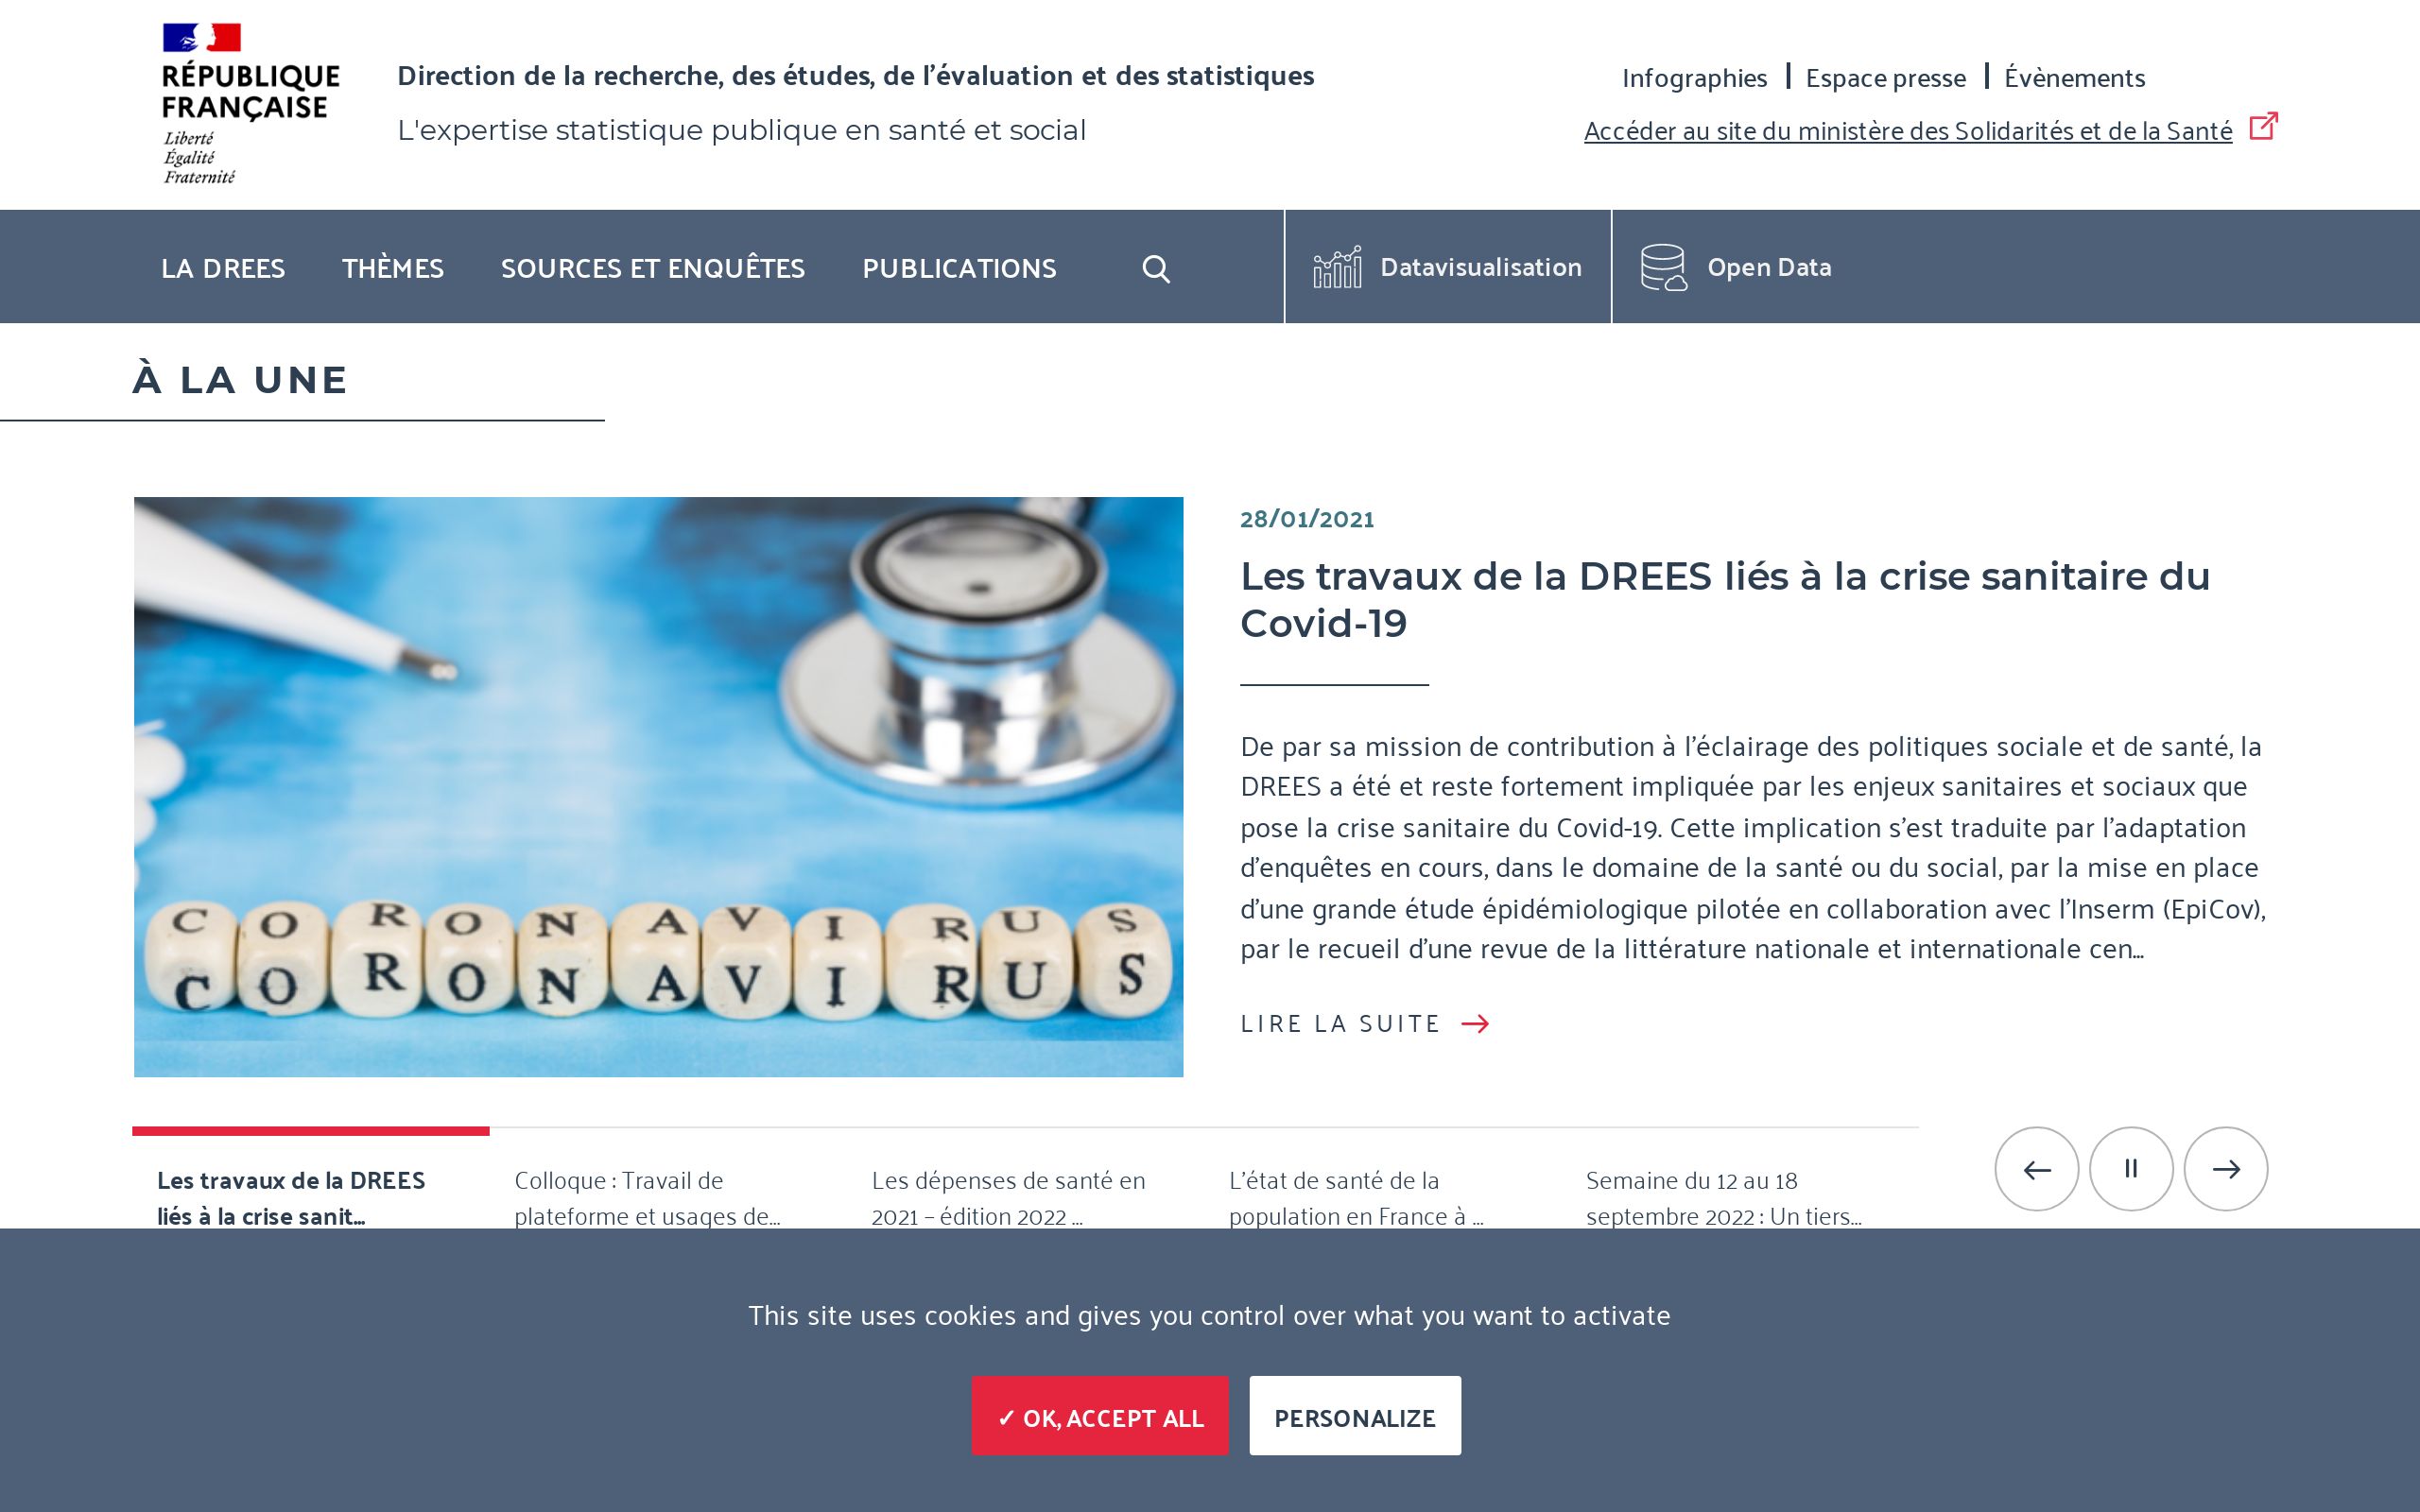 RÉPUBLIQUE
FRANÇAISE
Liberté
Égalité
Fraternité
Direction de la recherche, des études, de l'évaluation et des statistiques
L'expertise statistique publique en santé et social
Infographies
Espace presse
Évènements
Accéder au site du ministère des Solidarités et de la Santé
LA DREES
THÈMES
SOURCES ET ENQUÊTES
PUBLICATIONS
Datavisualisation
Open Data
À LA UNE
C O R O N A V I R U S
C O R O N A V I R U S
28/01/2021
Les travaux de la DREES liés à la crise sanitaire du
Covid-19
De par sa mission de contribution à l'éclairage des politiques sociale et de santé, la
DREES a été et reste fortement impliquée par les enjeux sanitaires et sociaux que
pose la crise sanitaire du Covid-19. Cette implication s'est traduite par l'adaptation
d'enquêtes en cours, dans le domaine de la santé ou du social, par la mise en place
d'une grande étude épidémiologique pilotée en collaboration avec l'Inserm (EpiCov),
par le recueil d'une revue de la littérature nationale et internationale cen...
LIRE LA SUITE
Les travaux de la DREES
liés à la crise sanit...
Colloque : Travail de
plateforme et usages de...
Les dépenses de santé en
2021 – édition 2022 ...
L'état de santé de la
population en France à ...
Semaine du 12 au 18
septembre 2022 : Un tiers...
This site uses cookies and gives you control over what you want to activate
✓ OK, ACCEPT ALL
PERSONALIZE